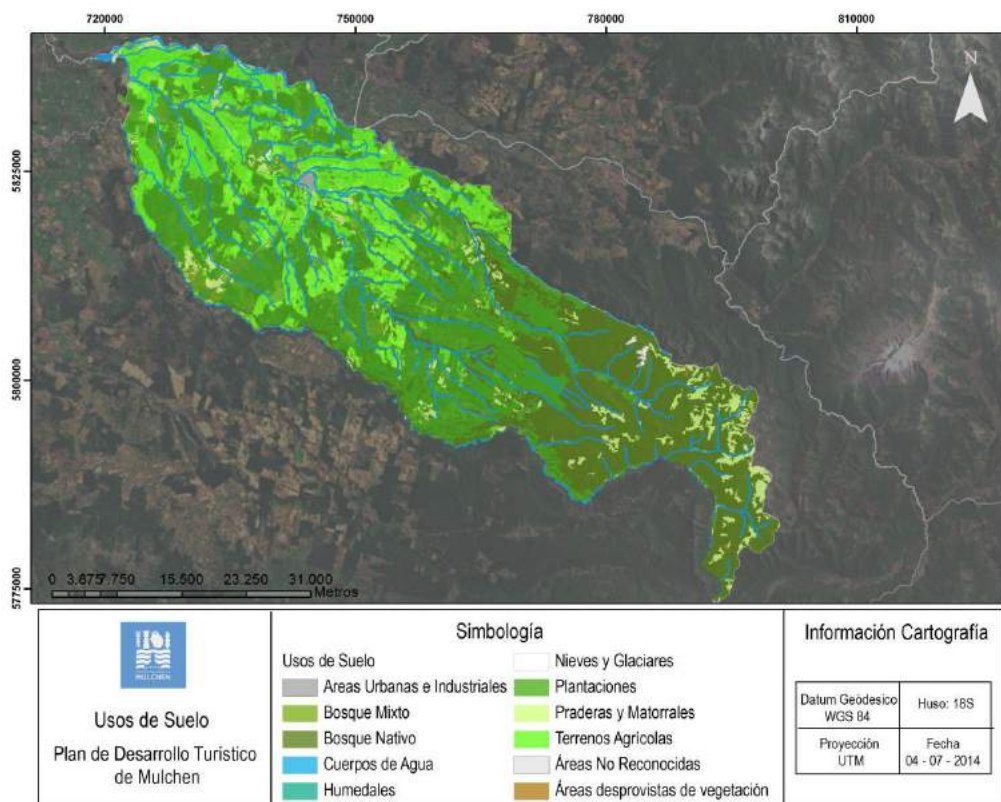 720000 750000 780000 810000
5825000
5800000
5775000
N
0 3.875 7.750 15.500 23.250 31.000
Metros
MULCHEN
Usos de Suelo
Plan de Desarrollo Turístico
de Mulchen
Simbología
Usos de Suelo
Areas Urbanas e Industriales
Bosque Mixto
Bosque Nativo
Cuerpos de Agua
Humedales
Nieves y Glaciares
Plantaciones
Praderas y Matorrales
Terrenos Agrícolas
Áreas No Reconocidas
Áreas desprovistas de vegetación
Información Cartografía
Datum Geódesico
WGS 84
Huso: 18S
Proyección
UTM
Fecha
04 - 07 - 2014